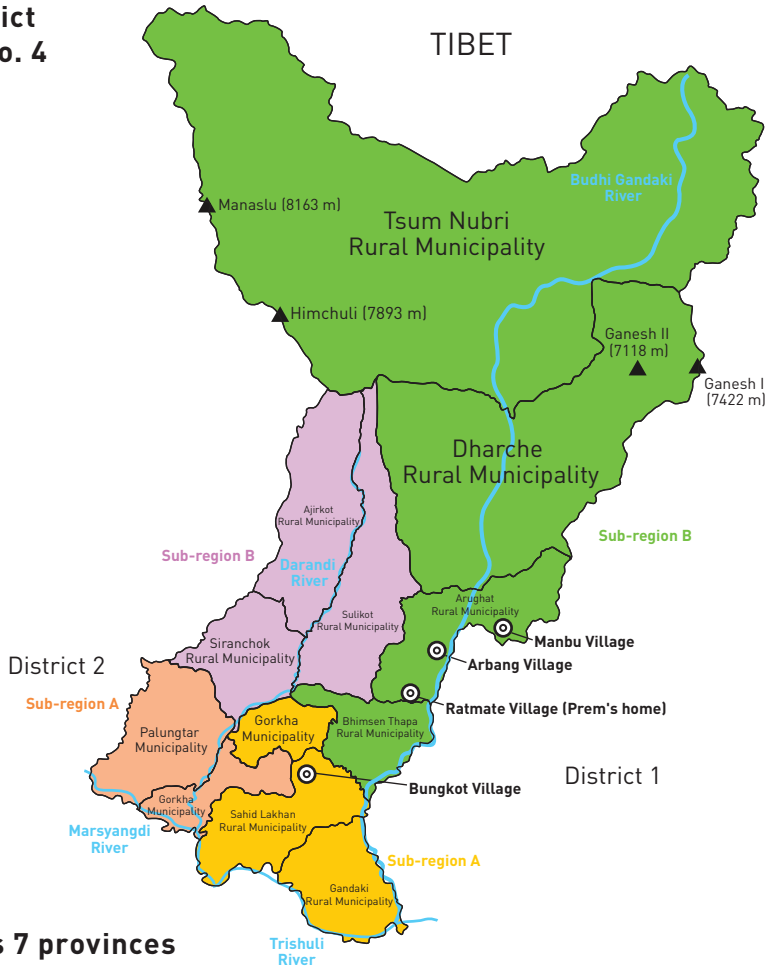 ict
o. 4
TIBET
Budhi Gandaki
River
Manaslu (8163 m)
Tsum Nubri
Rural Municipality
Himchuli (7893 m)
Ganesh II
(7118 m)
Ganesh I
(7422 m)
Dharche
Rural Municipality
Ajirkot
Rural Municipality
Sub-region B
Sub-region B
Darandi
River
Arughat
Rural Municipality
Sulikot
Rural Municipality
Manbu Village
Siranchok
Rural Municipality
Arbang Village
District 2
Sub-region A
Ratmate Village (Prem's home)
Palungtar
Municipality
Gorkha
Municipality
Bhimsen Thapa
Rural Municipality
District 1
Bungkot Village
Gorkha
Municipality
Sahid Lakhan
Rural Municipality
Marsyangdi
River
Sub-region A
Gandaki
Rural Municipality
s 7 provinces
Trishuli
River